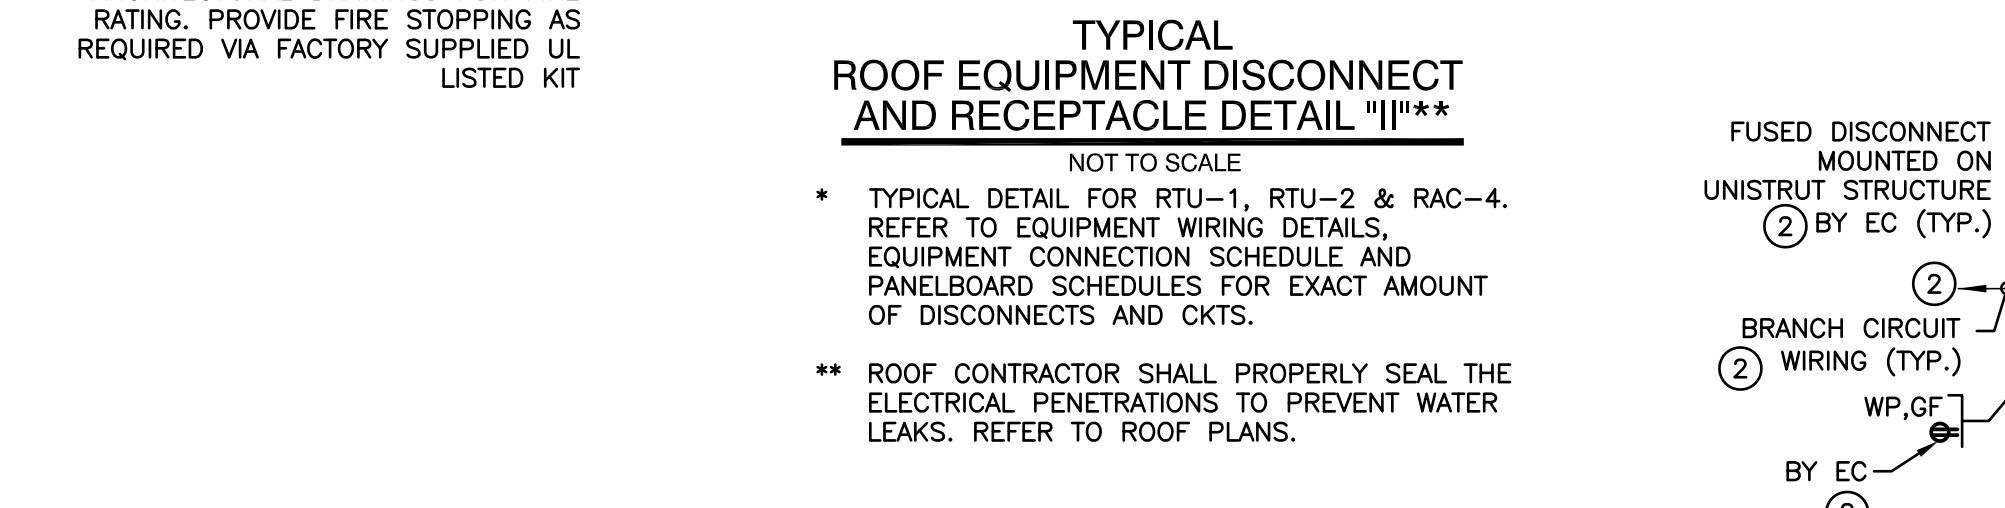 RATING. PROVIDE FIRE STOPPING AS
REQUIRED VIA FACTORY SUPPLIED UL
LISTED KIT
TYPICAL
ROOF EQUIPMENT DISCONNECT
AND RECEPTACLE DETAIL "II"**
NOT TO SCALE
* TYPICAL DETAIL FOR RTU-1, RTU-2 & RAC-4.
REFER TO EQUIPMENT WIRING DETAILS,
EQUIPMENT CONNECTION SCHEDULE AND
PANELBOARD SCHEDULES FOR EXACT AMOUNT
OF DISCONNECTS AND CKTS.
** ROOF CONTRACTOR SHALL PROPERLY SEAL THE
ELECTRICAL PENETRATIONS TO PREVENT WATER
LEAKS. REFER TO ROOF PLANS.
FUSED DISCONNECT
MOUNTED ON
UNISTRUT STRUCTURE
2 BY EC (TYP.)
2
BRANCH CIRCUIT
2 WIRING (TYP.)
WP,GF
BY EC